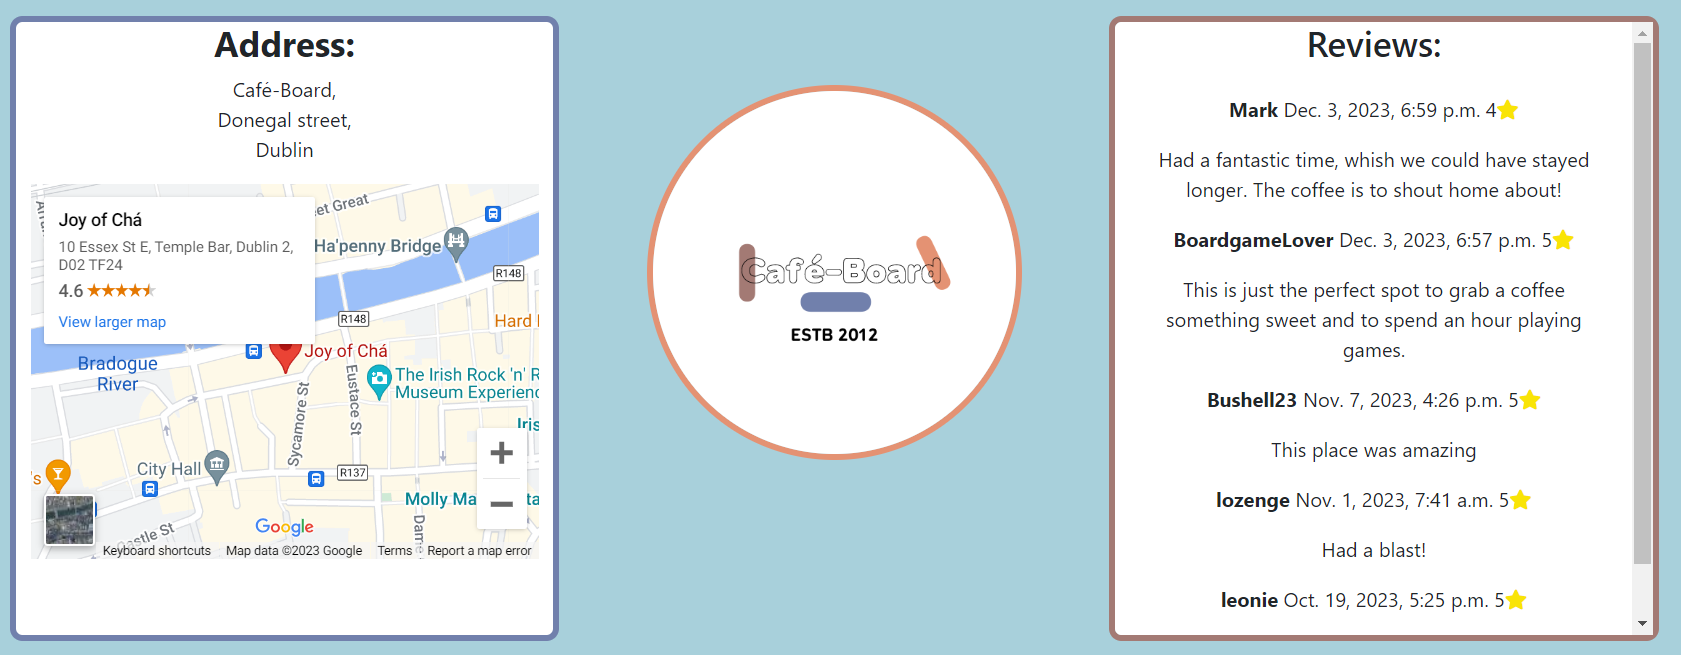 Address:
Café-Board,
Donegal street,
Dublin
Joy of Chá
10 Essex St E, Temple Bar, Dublin 2,
D02 TF24
4.6
View larger map
eet Great
Ha'penny Bridge
R148
R148
Hard
Bradogue
River
Joy of Chá
The Irish Rock 'n' R
Museum Experienc
Eustace St
Sycamore St
Iris
City Hall
R137
's
Molly Ma
ta
Castle St
Dame
Google
Keyboard shortcuts Map data ©2023 Google Terms Report a map error
Café-Board
ESTB 2012
Reviews:
Mark Dec. 3, 2023, 6:59 p.m. 4
Had a fantastic time, whish we could have stayed
longer. The coffee is to shout home about!
BoardgameLover Dec. 3, 2023, 6:57 p.m. 5
This is just the perfect spot to grab a coffee
something sweet and to spend an hour playing
games.
Bushell23 Nov. 7, 2023, 4:26 p.m. 5
This place was amazing
lozenge Nov. 1, 2023, 7:41 a.m. 5
Had a blast!
leonie Oct. 19, 2023, 5:25 p.m. 5